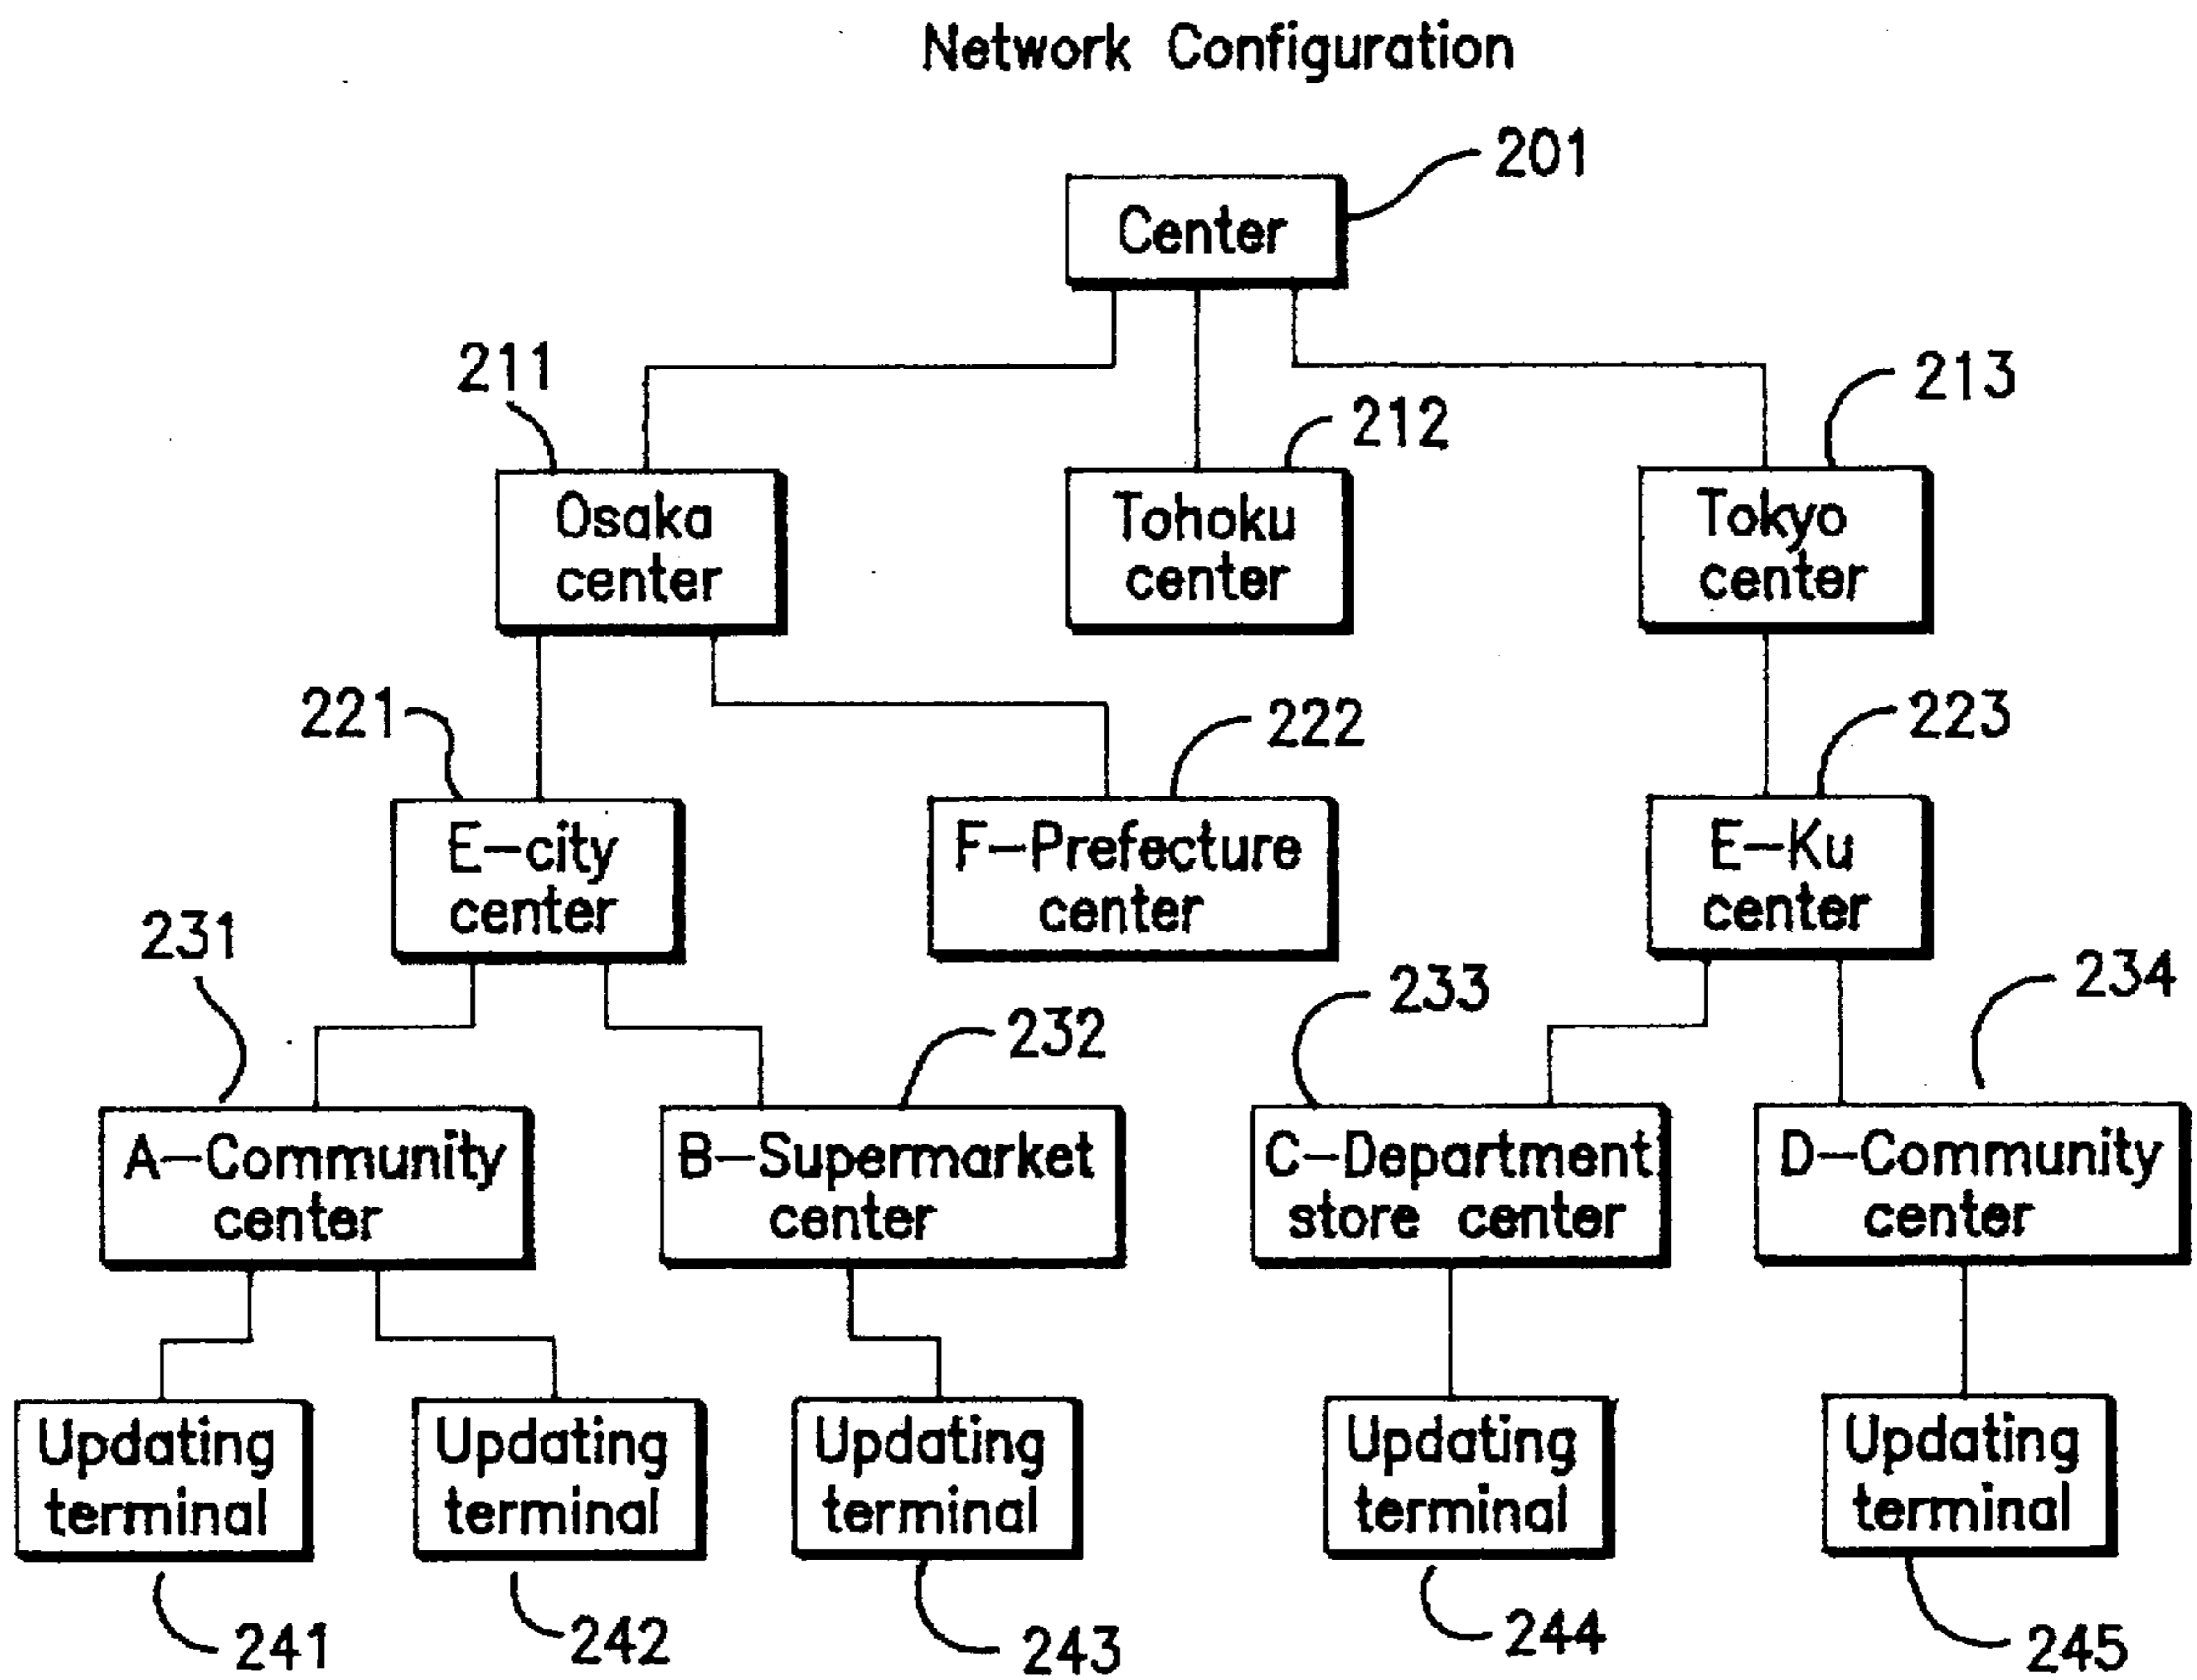 Network Configuration
201
Center
211
212
213
Osaka
center
Tohoku
center
Tokyo
center
221
222
223
E-city
center
F-Prefecture
center
E-Ku
center
231
232
233
234
A-Community
center
B-Supermarket
center
C-Department
store center
D-Community
center
Updating
terminal
Updating
terminal
Updating
terminal
Updating
terminal
Updating
terminal
241
242
243
244
245